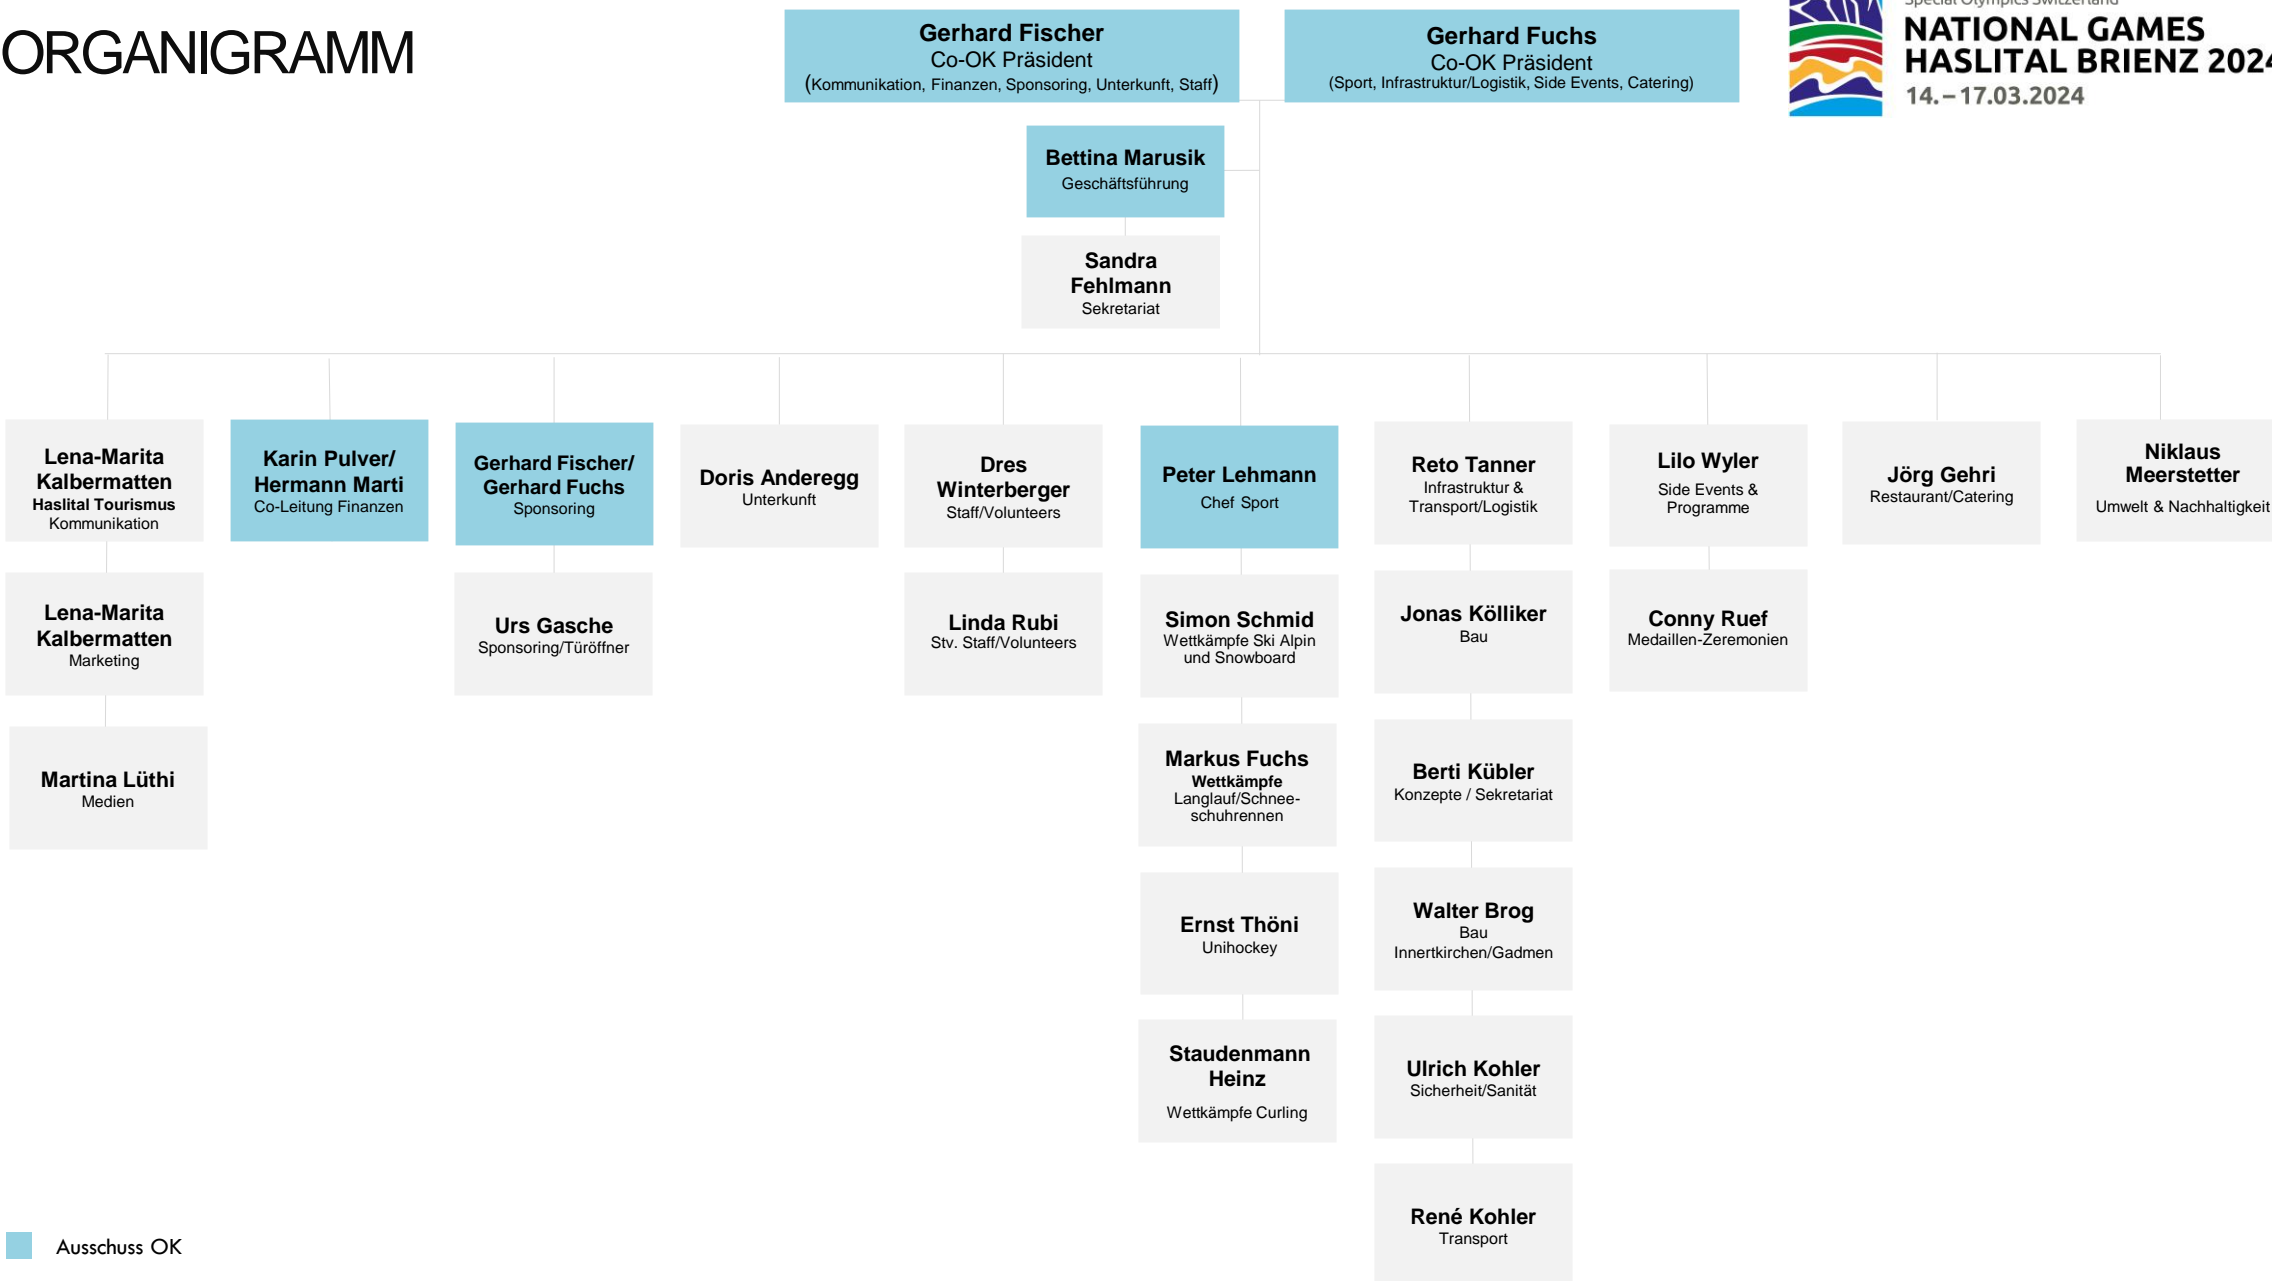 ORGANIGRAMM
Gerhard Fischer
Co-OK Präsident
(Kommunikation, Finanzen, Sponsoring, Unterkunft, Staff)
Gerhard Fuchs
Co-OK Präsident
(Sport, Infrastruktur/Logistik, Side Events, Catering)
Special Olympics Switzerland
NATIONAL GAMES
HASLITAL BRIENZ 2024
14.–17.03.2024
Bettina Marusik
Geschäftsführung
Sandra
Fehlmann
Sekretariat
Lena-Marita
Kalbermatten
Haslital Tourismus
Kommunikation
Karin Pulver/
Hermann Marti
Co-Leitung Finanzen
Gerhard Fischer/
Gerhard Fuchs
Sponsoring
Doris Anderegg
Unterkunft
Dres
Winterberger
Staff/Volunteers
Peter Lehmann
Chef Sport
Reto Tanner
Infrastruktur &
Transport/Logistik
Lilo Wyler
Side Events &
Programme
Jörg Gehri
Restaurant/Catering
Niklaus
Meerstetter
Umwelt & Nachhaltigkeit
Lena-Marita
Kalbermatten
Marketing
Urs Gasche
Sponsoring/Türöffner
Linda Rubi
Stv. Staff/Volunteers
Simon Schmid
Wettkämpfe Ski Alpin
und Snowboard
Jonas Kölliker
Bau
Conny Ruef
Medaillen-Zeremonien
Martina Lüthi
Medien
Markus Fuchs
Wettkämpfe
Langlauf/Schnee-
schuhrennen
Berti Kübler
Konzepte / Sekretariat
Ernst Thöni
Unihockey
Walter Brog
Bau
Innertkirchen/Gadmen
Staudenmann
Heinz
Wettkämpfe Curling
Ulrich Kohler
Sicherheit/Sanität
René Kohler
Transport
Ausschuss OK